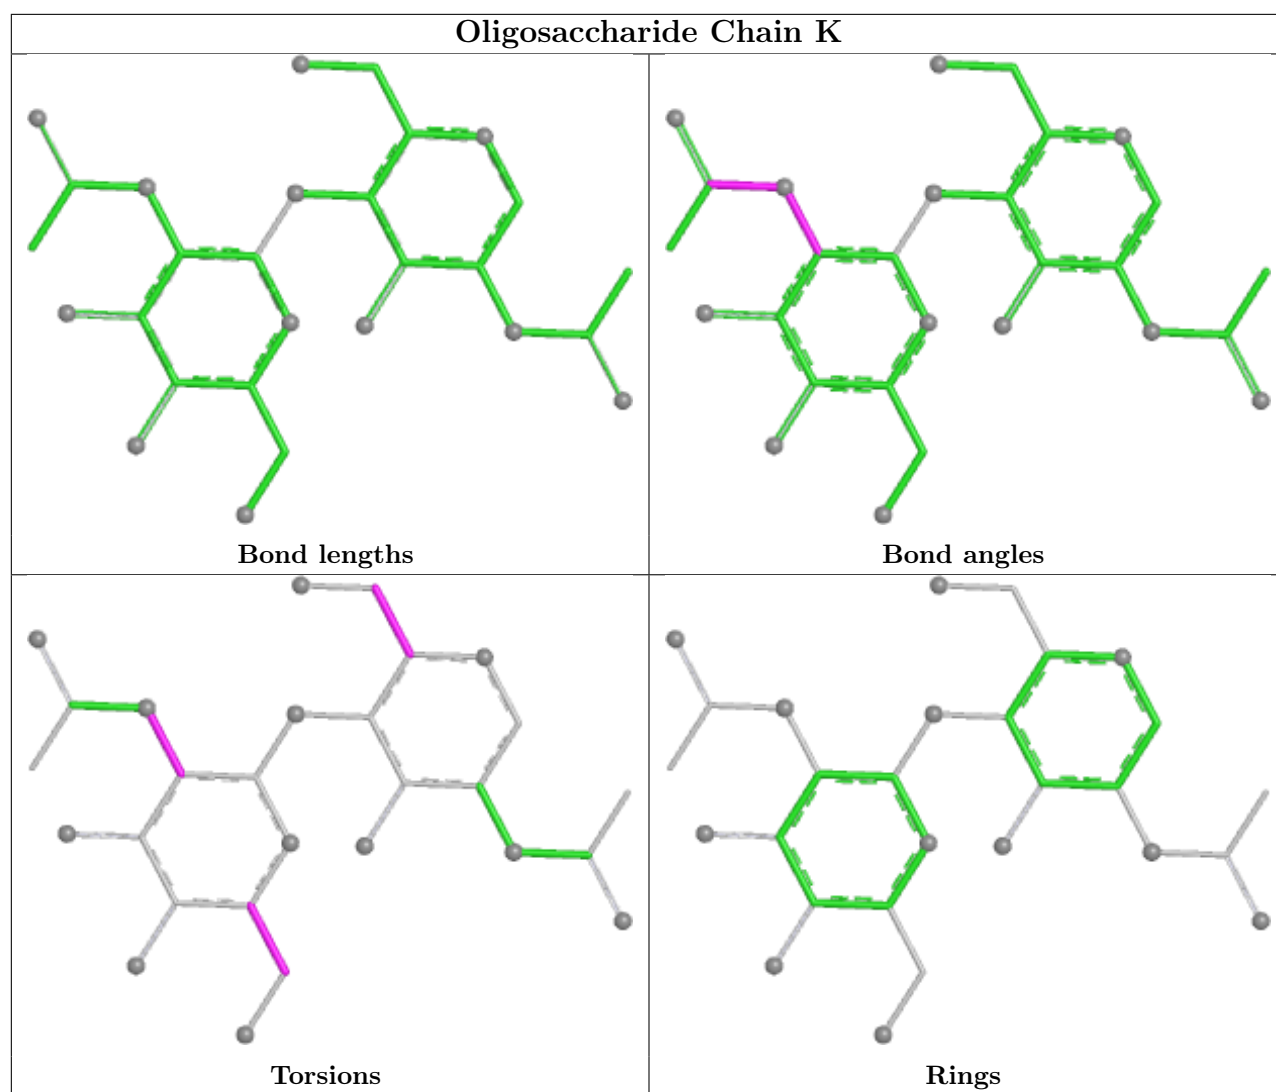 Oligosaccharide Chain K
Bond lengths
Bond angles
Torsions
Rings